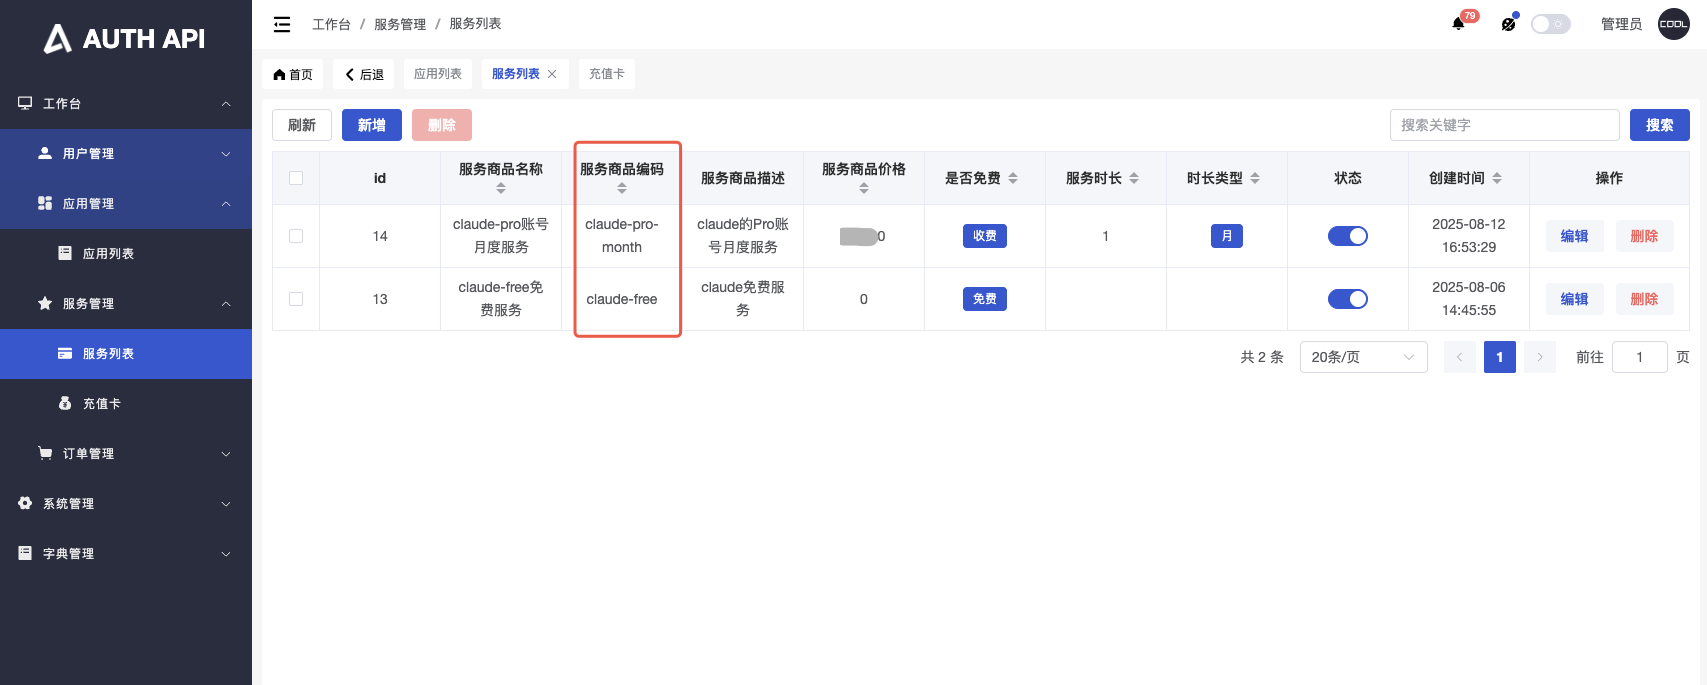 AUTH API
工作台
用户管理
应用管理
应用列表
服务管理
服务列表
充值卡
订单管理
系统管理
字典管理
工作台 / 服务管理 / 服务列表
79
管理员
COOL
首页
后退
应用列表
服务列表
充值卡
刷新
新增
删除
搜索关键字
搜索
id
服务商品名称
服务商品编码
服务商品描述
服务商品价格
是否免费
服务时长
时长类型
状态
创建时间
操作
14
claude-pro账号
月度服务
claude-pro-
month
claude的Pro账
号月度服务
0
收费
1
月
2025-08-12
16:53:29
编辑
删除
13
claude-free免
费服务
claude-free
claude免费服
务
0
免费
2025-08-06
14:45:55
编辑
删除
共 2 条
20条/页
1
前往
1
页